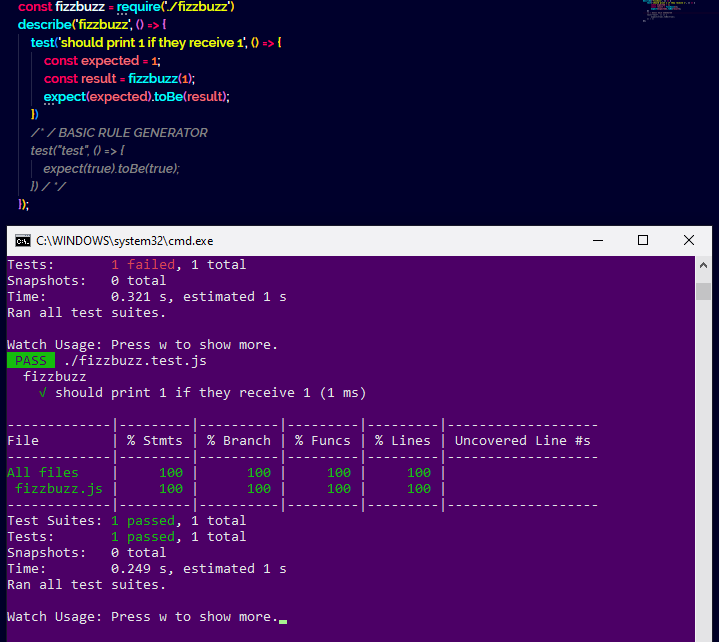 const fizzbuzz = require('./fizzbuzz')
describe('fizzbuzz', () => {
test('should print 1 if they receive 1', () => {
const expected = 1;
const result = fizzbuzz(1);
expect(expected).toBe(result);
})
/* / BASIC RULE GENERATOR
test("test", () => {
expect(true).toBe(true);
}) / */
});
C:\WINDOWS\system32\cmd.exe
Tests: 1 failed, 1 total
Snapshots: 0 total
Time: 0.321 s, estimated 1 s
Ran all test suites.
Watch Usage: Press w to show more.
PASS ./fizzbuzz.test.js
fizzbuzz
√ should print 1 if they receive 1 (1 ms)
-------------|---------|----------|---------|---------|-------------------
File | % Stmts | % Branch | % Funcs | % Lines | Uncovered Line #s
-------------|---------|----------|---------|---------|-------------------
All files | 100 | 100 | 100 | 100 |
fizzbuzz.js | 100 | 100 | 100 | 100 |
-------------|---------|----------|---------|---------|-------------------
Test Suites: 1 passed, 1 total
Tests: 1 passed, 1 total
Snapshots: 0 total
Time: 0.249 s, estimated 1 s
Ran all test suites.
Watch Usage: Press w to show more.